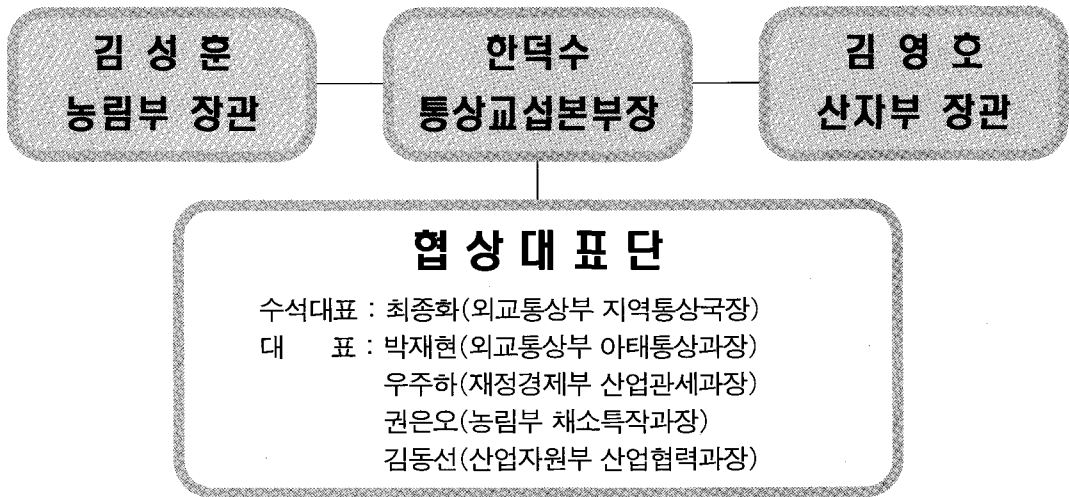 김 성 훈
농림부 장관
한덕수
통상교섭본부장
김 영 호
산자부 장관
협 상 대 표 단
수석대표 : 최종화(외교통상부 지역통상국장)
대 표 : 박재현(외교통상부 아태통상과장)
우주하(재정경제부 산업관세과장)
권은오(농림부 채소특작과장)
김동선(산업자원부 산업협력과장)